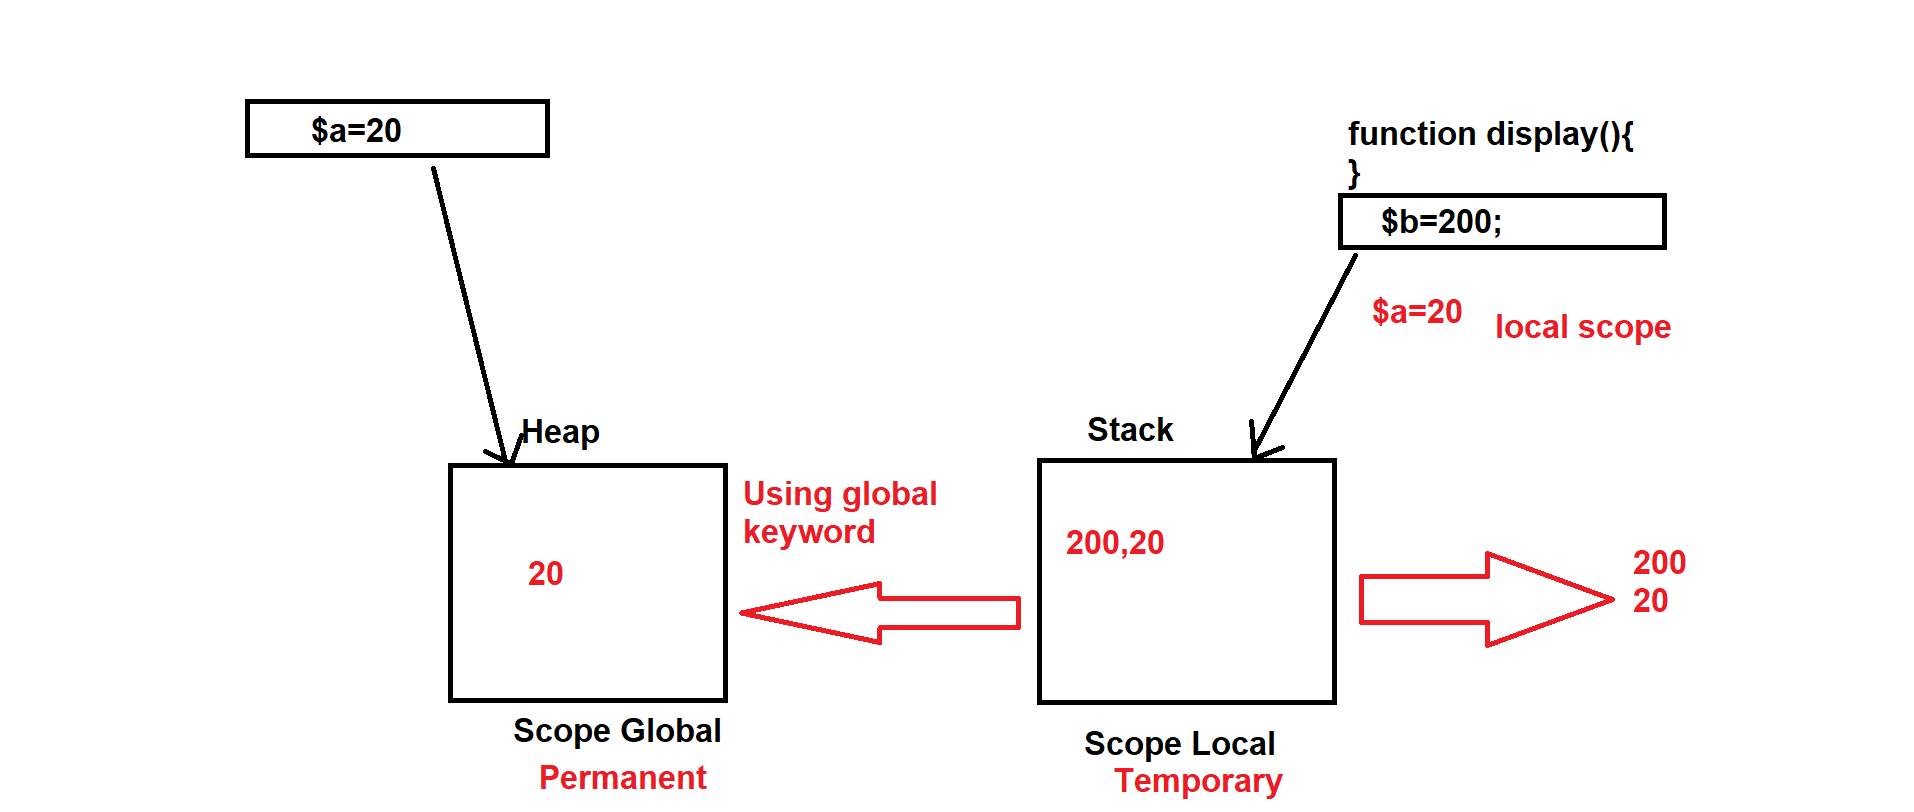 $a=20
function display(){
}
$b=200;
$a=20
local scope
Heap
Stack
Using global
keyword
20
200,20
200
20
Scope Global
Permanent
Scope Local
Temporary